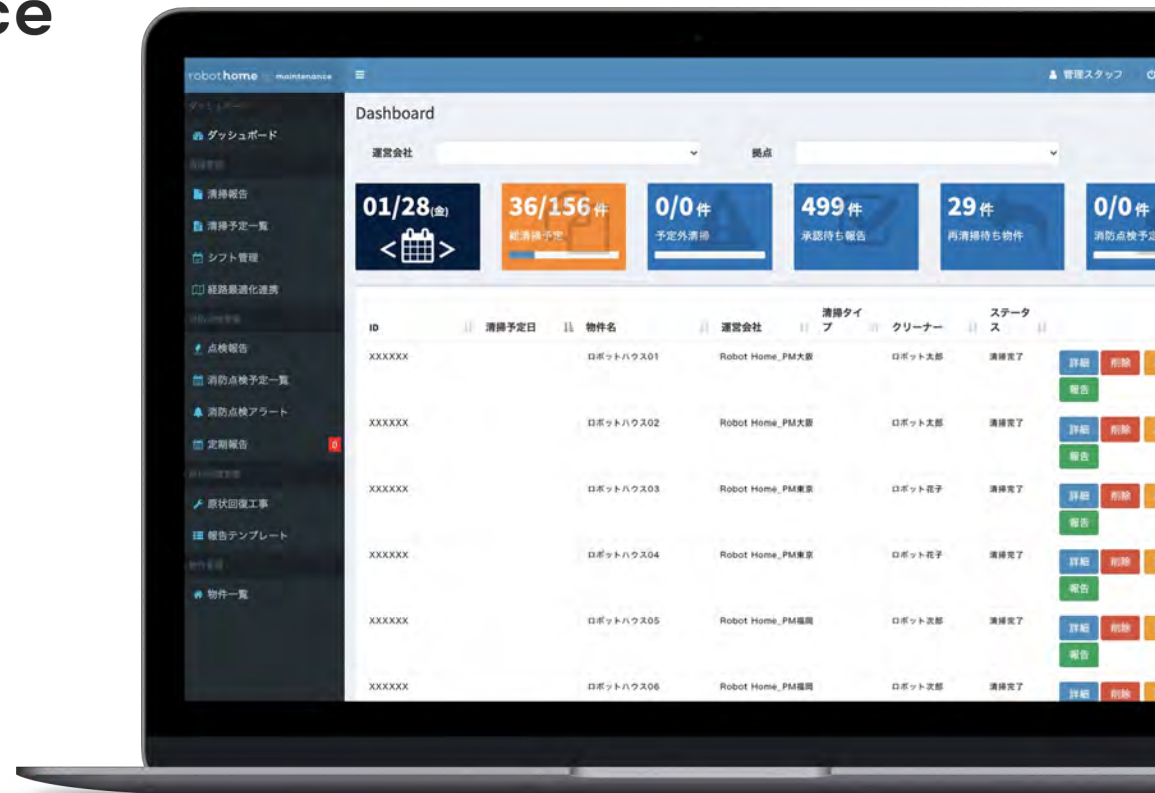 ce
robot home maintenance
管理スタッフ
ダッシュボード
清掃報告
清掃予定一覧
シフト管理
経路最適化連携
点検報告
消防点検予定一覧
消防点検アラート
定期報告 0
原状回復工事
報告テンプレート
物件一覧
Dashboard
運営会社 拠点
01/28(金)
< >
36/156件
総清掃予定
0/0件
予定外清掃
499件
承認待ち報告
29件
再清掃待ち物件
0/0件
消防点検予定
ID 清掃予定日 物件名 運営会社 清掃タイプ クリーナー ステータス
XXXXXX ロボットハウス01 Robot Home_PM大阪 ロボット太郎 清掃完了 詳細 削除
報告
XXXXXX ロボットハウス02 Robot Home_PM大阪 ロボット太郎 清掃完了 詳細 削除
報告
XXXXXX ロボットハウス03 Robot Home_PM東京 ロボット花子 清掃完了 詳細 削除
報告
XXXXXX ロボットハウス04 Robot Home_PM東京 ロボット花子 清掃完了 詳細 削除
報告
XXXXXX ロボットハウス05 Robot Home_PM福岡 ロボット次郎 清掃完了 詳細 削除
報告
XXXXXX ロボットハウス06 Robot Home_PM福岡 ロボット次郎 清掃完了 詳細 削除